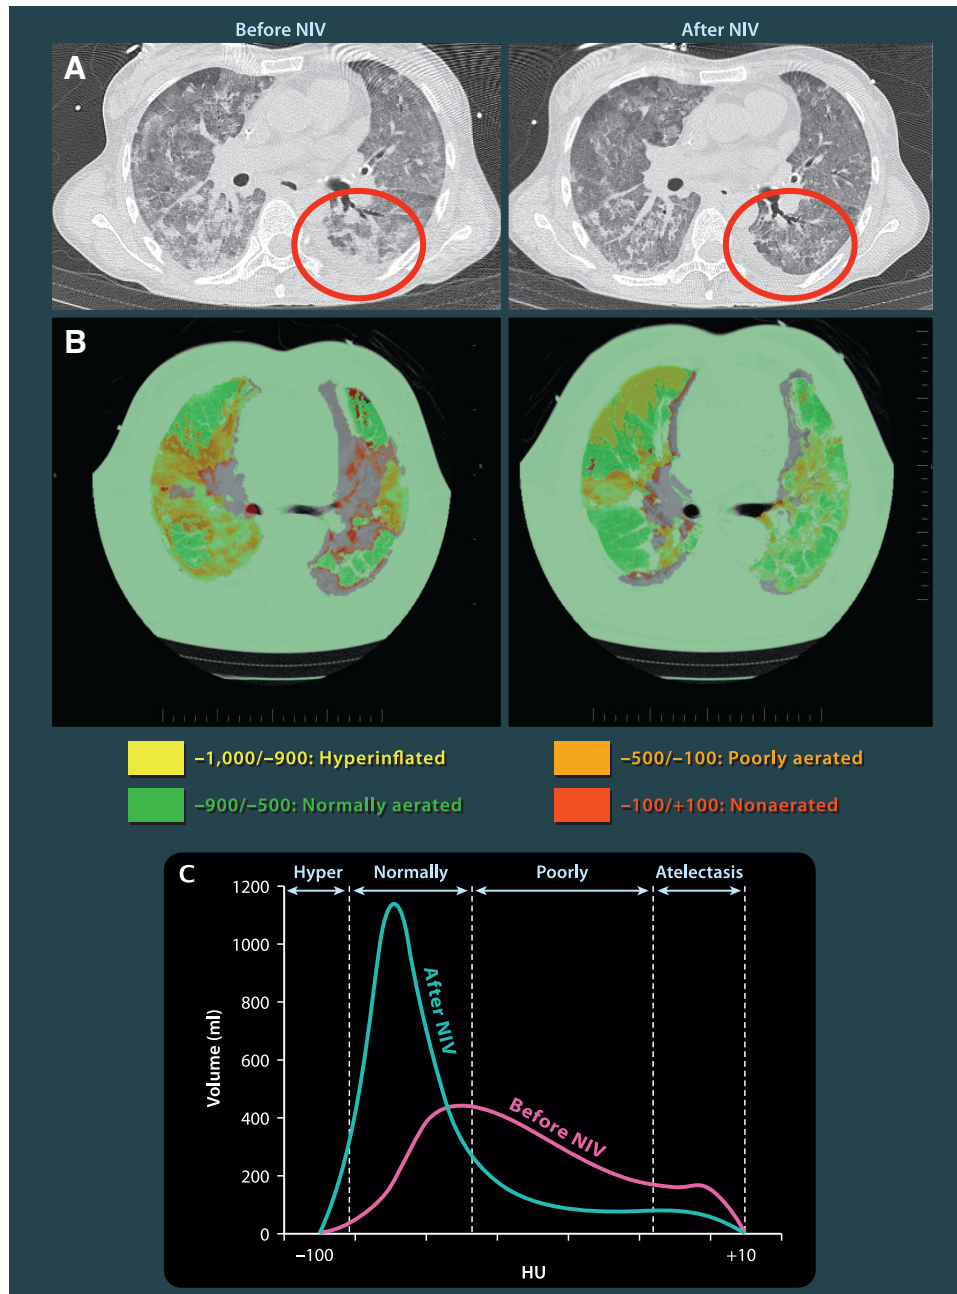 Before NIV
After NIV
A
B
–1,000/–900: Hyperinflated
–500/–100: Poorly aerated
–900/–500: Normally aerated
–100/+100: Nonaerated
C
Hyper
Normally
Poorly
Atelectasis
1200
1000
800
600
400
200
0
Volume (ml)
After NIV
Before NIV
–100
+10
HU